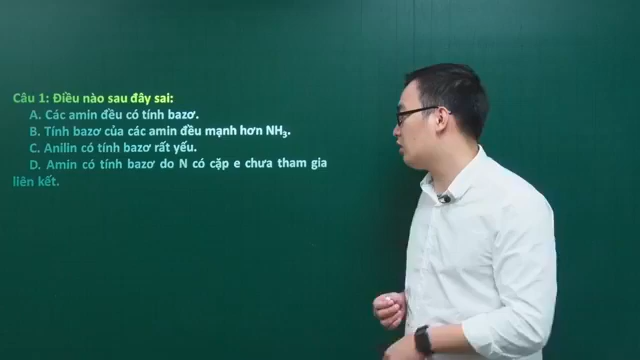 Câu 1: Điều nào sau đây sai:
A. Các amin đều có tính bazơ.
B. Tính bazơ của các amin đều mạnh hơn NH₃.
C. Anilin có tính bazơ rất yếu.
D. Amin có tính bazơ do N có cặp e chưa tham gia
liên kết.